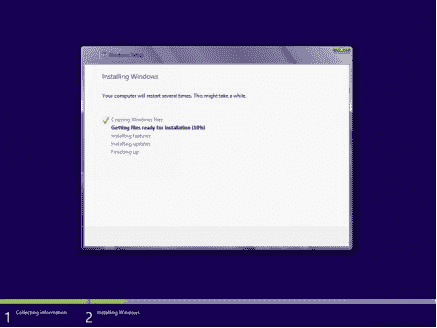 Windows Setup
Installing Windows
Your computer will restart several times. This might take a while.
Copying Windows files
Getting files ready for installation (10%)
Installing features
Installing updates
Finishing up
1 Collecting information
2 Installing Windows